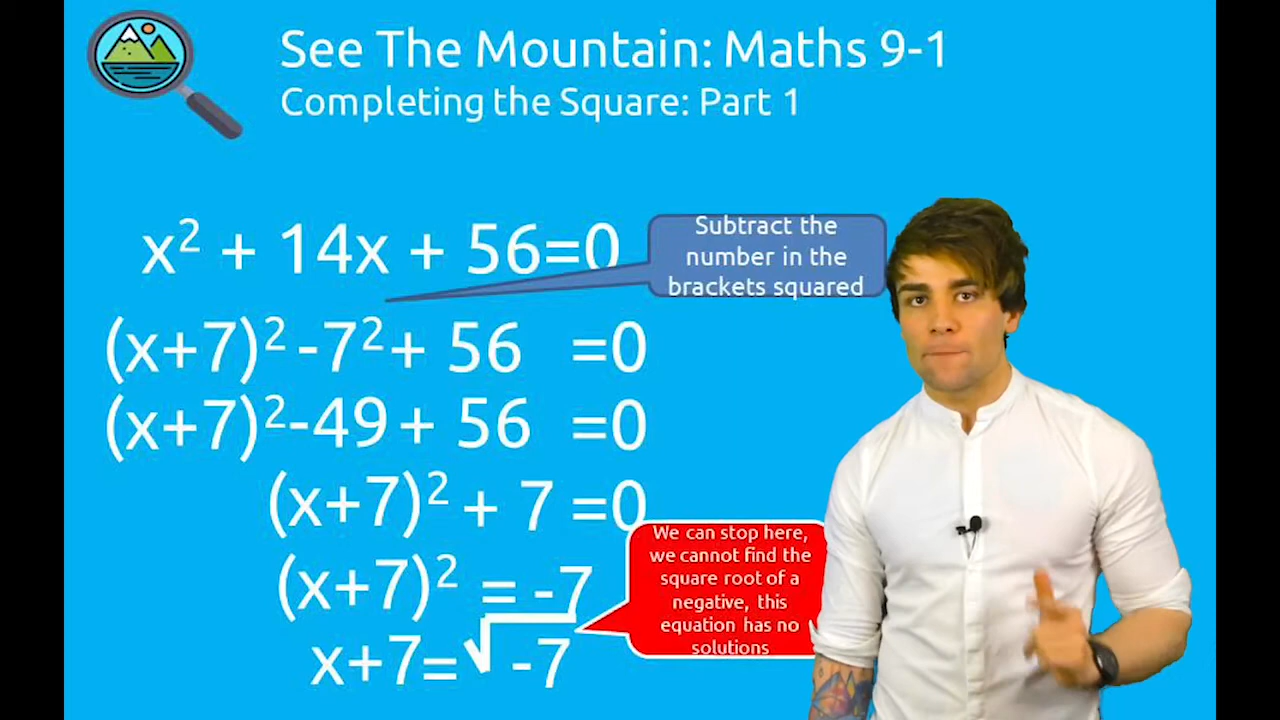 See The Mountain: Maths 9-1
Completing the Square: Part 1
x² + 14x + 56=0
Subtract the
number in the
brackets squared
(x+7)² -7² + 56 =0
(x+7)²-49 + 56 =0
(x+7)² + 7 =0
(x+7)² = -7
x+7=√-7
We can stop here,
we cannot find the
square root of a
negative, this
equation has no
solutions